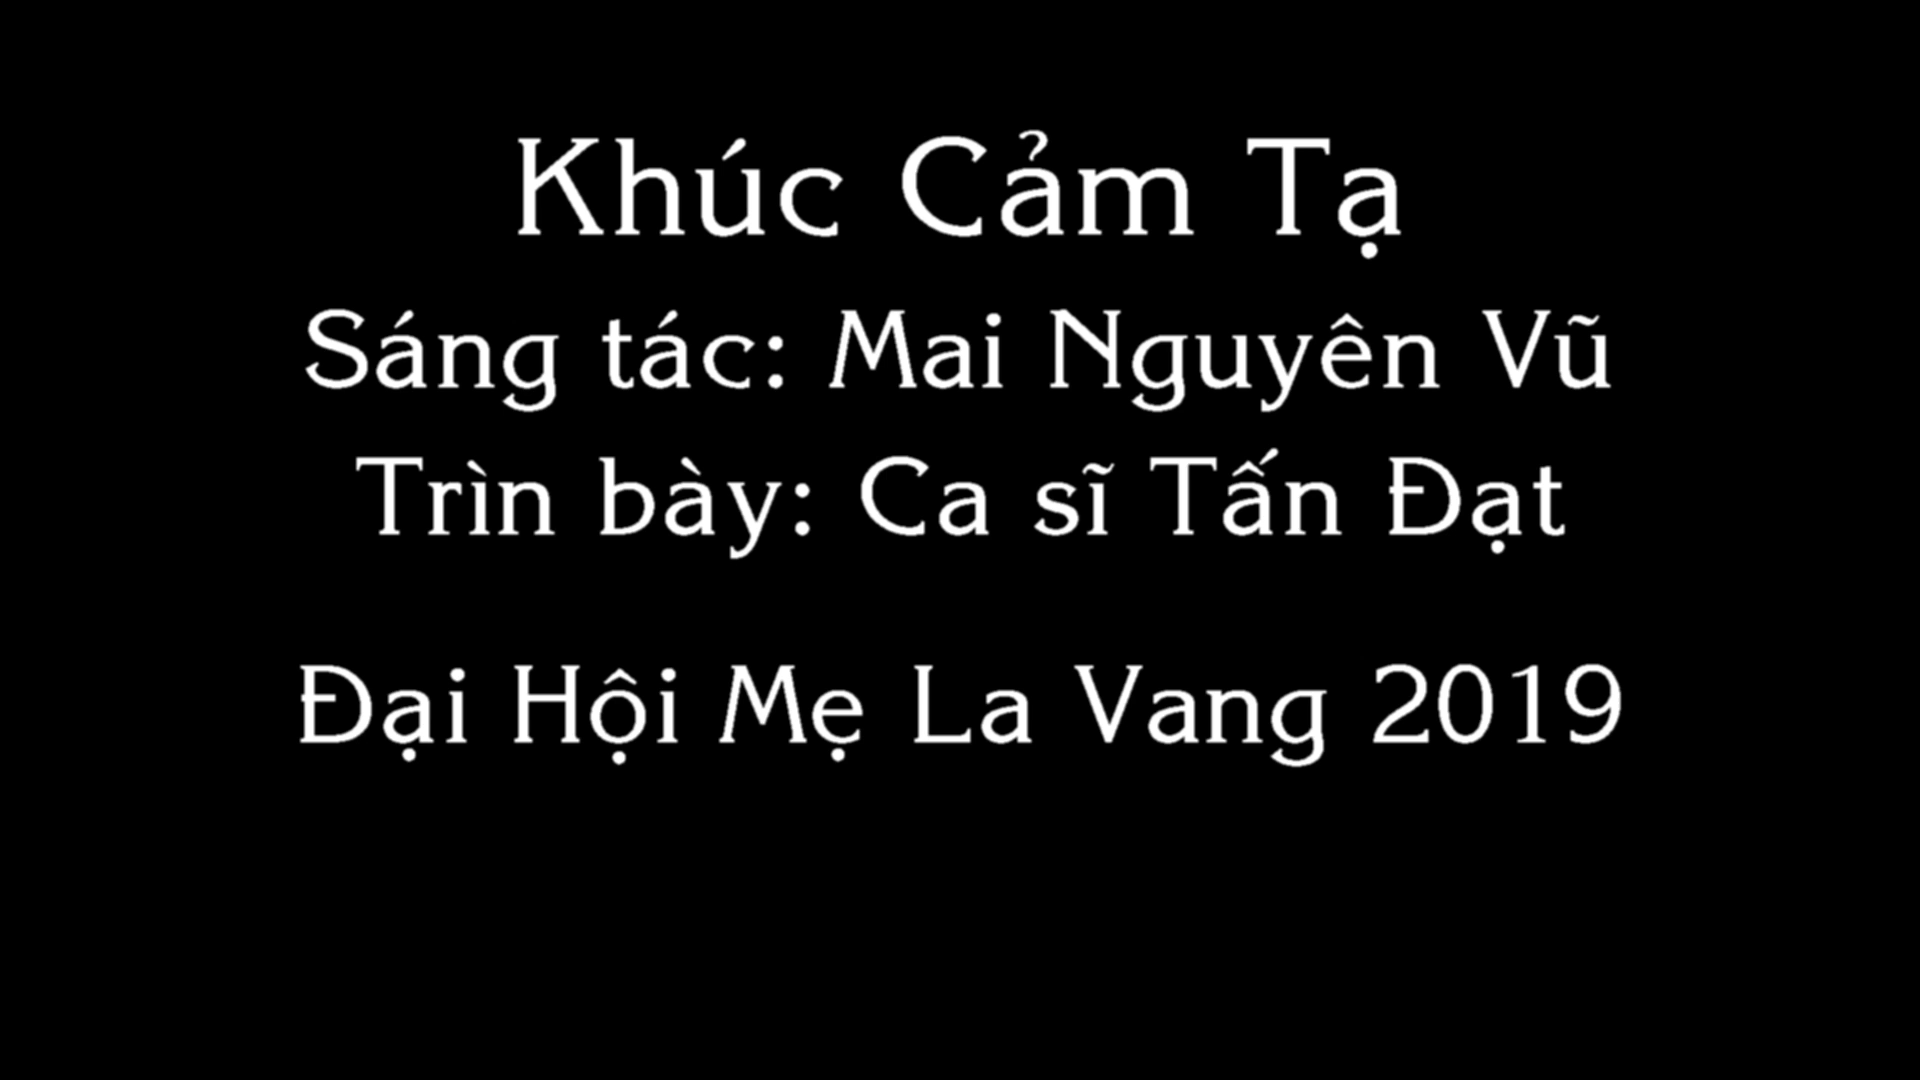 Khúc Cảm Tạ
Sáng tác: Mai Nguyên Vũ
Trìn bày: Ca sĩ Tấn Đạt
Đại Hội Mẹ La Vang 2019